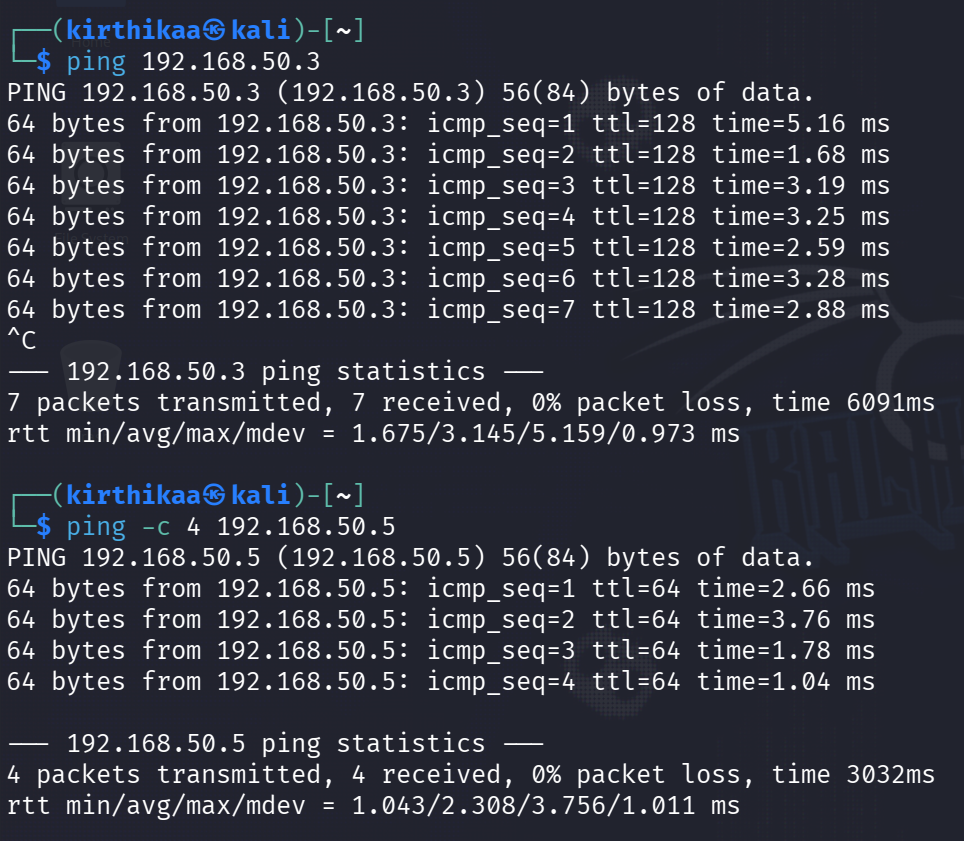 ┌──(kirthikaa㉿kali)-[~]
└─$ ping 192.168.50.3
PING 192.168.50.3 (192.168.50.3) 56(84) bytes of data.
64 bytes from 192.168.50.3: icmp_seq=1 ttl=128 time=5.16 ms
64 bytes from 192.168.50.3: icmp_seq=2 ttl=128 time=1.68 ms
64 bytes from 192.168.50.3: icmp_seq=3 ttl=128 time=3.19 ms
64 bytes from 192.168.50.3: icmp_seq=4 ttl=128 time=3.25 ms
64 bytes from 192.168.50.3: icmp_seq=5 ttl=128 time=2.59 ms
64 bytes from 192.168.50.3: icmp_seq=6 ttl=128 time=3.28 ms
64 bytes from 192.168.50.3: icmp_seq=7 ttl=128 time=2.88 ms
^C
--- 192.168.50.3 ping statistics ---
7 packets transmitted, 7 received, 0% packet loss, time 6091ms
rtt min/avg/max/mdev = 1.675/3.145/5.159/0.973 ms
┌──(kirthikaa㉿kali)-[~]
└─$ ping -c 4 192.168.50.5
PING 192.168.50.5 (192.168.50.5) 56(84) bytes of data.
64 bytes from 192.168.50.5: icmp_seq=1 ttl=64 time=2.66 ms
64 bytes from 192.168.50.5: icmp_seq=2 ttl=64 time=3.76 ms
64 bytes from 192.168.50.5: icmp_seq=3 ttl=64 time=1.78 ms
64 bytes from 192.168.50.5: icmp_seq=4 ttl=64 time=1.04 ms
--- 192.168.50.5 ping statistics ---
4 packets transmitted, 4 received, 0% packet loss, time 3032ms
rtt min/avg/max/mdev = 1.043/2.308/3.756/1.011 ms